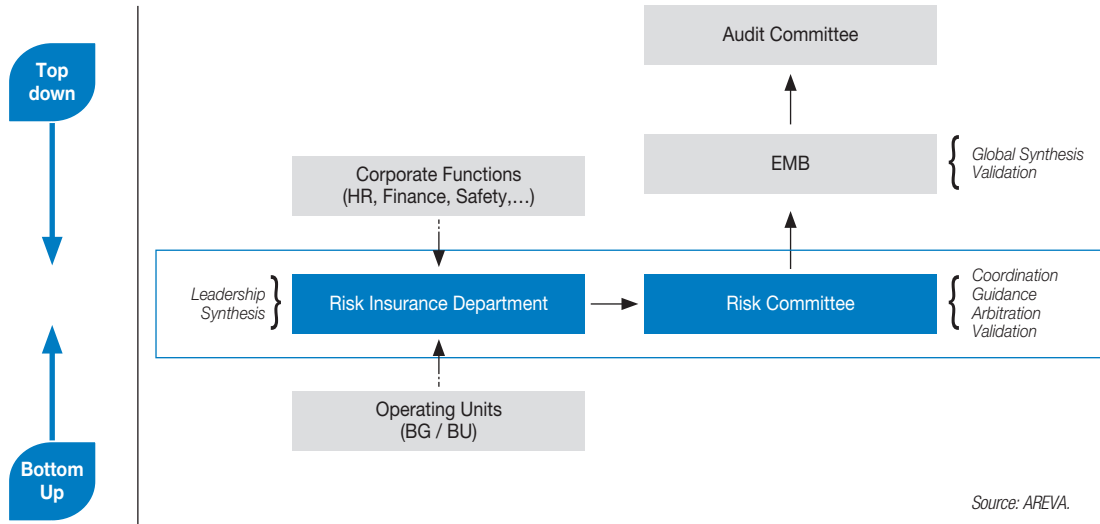 Top
down
Audit Committee
EMB
Global Synthesis
Validation
Corporate Functions
(HR, Finance, Safety,…)
Leadership
Synthesis
Risk Insurance Department
Risk Committee
Coordination
Guidance
Arbitration
Validation
Operating Units
(BG / BU)
Bottom
Up
Source: AREVA.